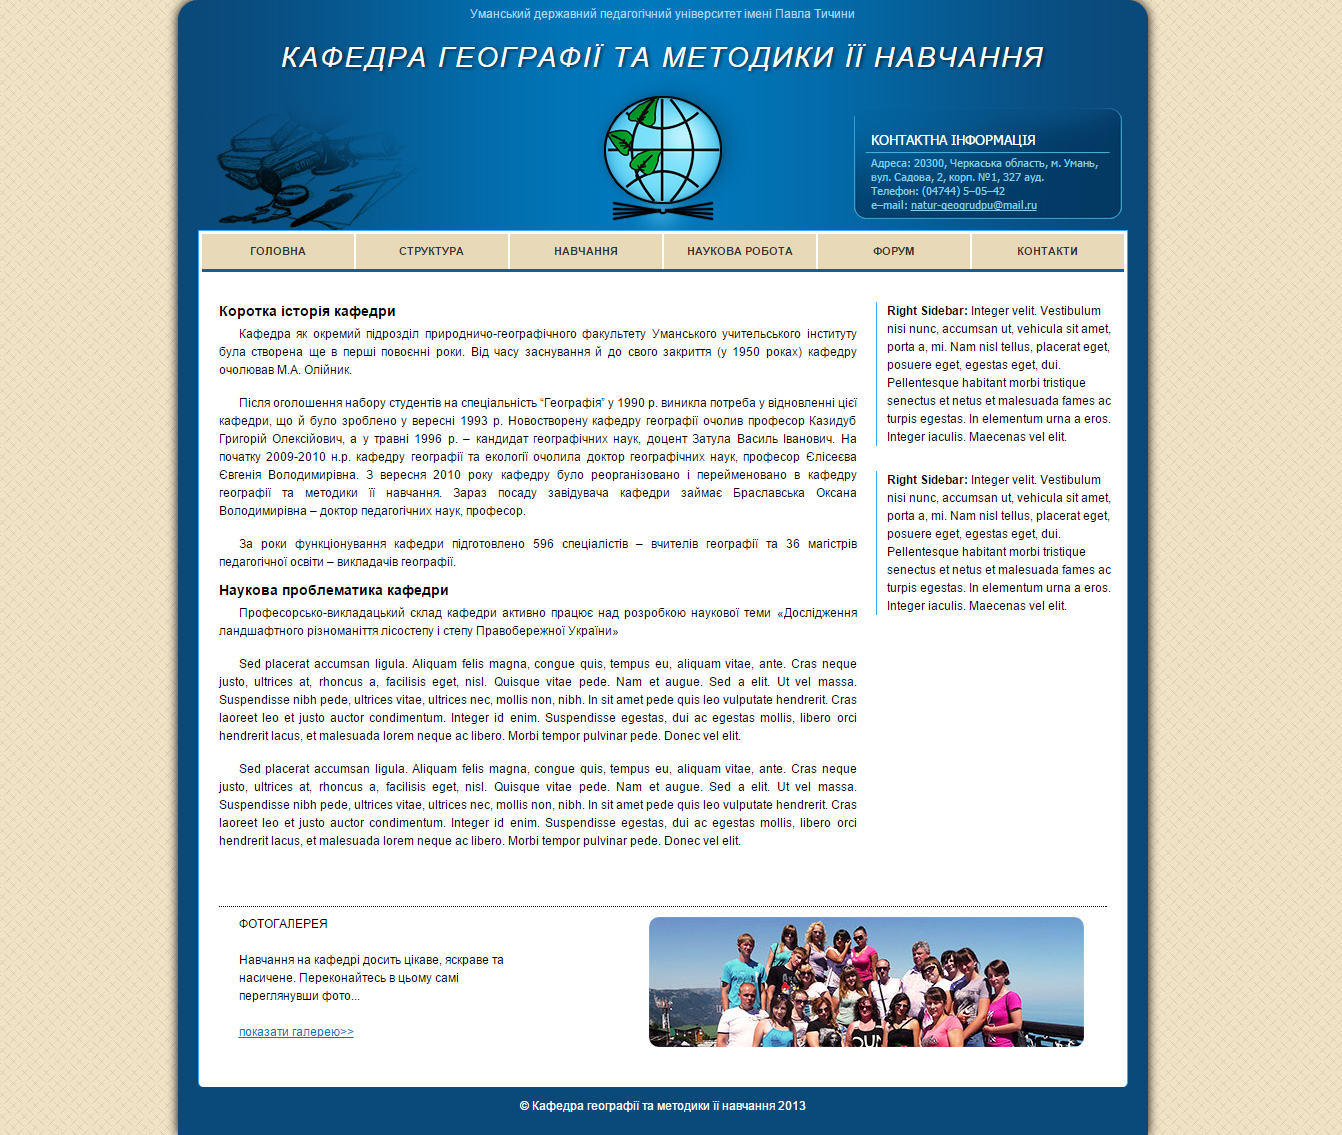 Уманський державний педагогічний університет імені Павла Тичини
КАФЕДРА ГЕОГРАФІЇ ТА МЕТОДИКИ ЇЇ НАВЧАННЯ
КОНТАКТНА ІНФОРМАЦІЯ
Адреса: 20300, Черкаська область, м. Умань,
вул. Садова, 2, корп. №1, 327 ауд.
Телефон: (04744) 5–05–42
e–mail: natur-geogrudpu@mail.ru
ГОЛОВНА СТРУКТУРА НАВЧАННЯ НАУКОВА РОБОТА ФОРУМ КОНТАКТИ
Коротка історія кафедри
Кафедра як окремий підрозділ природничо-географічного факультету Уманського учительського інституту
була створена ще в перші повоєнні роки. Від часу заснування й до свого закриття (у 1950 роках) кафедру
очолював М.А. Олійник.
Після оголошення набору студентів на спеціальність “Географія” у 1990 р. виникла потреба у відновленні цієї
кафедри, що й було зроблено у вересні 1993 р. Новостворену кафедру географії очолив професор Казидуб
Григорій Олексійович, а у травні 1996 р. – кандидат географічних наук, доцент Затула Василь Іванович. На
початку 2009-2010 н.р. кафедру географії та екології очолила доктор географічних наук, професор Єлісеєва
Євгенія Володимирівна. З вересня 2010 року кафедру було реорганізовано і перейменовано в кафедру
географії та методики її навчання. Зараз посаду завідувача кафедри займає Браславська Оксана
Володимирівна – доктор педагогічних наук, професор.
За роки функціонування кафедри підготовлено 596 спеціалістів – вчителів географії та 36 магістрів
педагогічної освіти – викладачів географії.
Наукова проблематика кафедри
Професорсько-викладацький склад кафедри активно працює над розробкою наукової теми «Дослідження
ландшафтного різноманіття лісостепу і степу Правобережної України»
Sed placerat accumsan ligula. Aliquam felis magna, congue quis, tempus eu, aliquam vitae, ante. Cras neque
justo, ultrices at, rhoncus a, facilisis eget, nisl. Quisque vitae pede. Nam et augue. Sed a elit. Ut vel massa.
Suspendisse nibh pede, ultrices vitae, ultrices nec, mollis non, nibh. In sit amet pede quis leo vulputate hendrerit. Cras
laoreet leo et justo auctor condimentum. Integer id enim. Suspendisse egestas, dui ac egestas mollis, libero orci
hendrerit lacus, et malesuada lorem neque ac libero. Morbi tempor pulvinar pede. Donec vel elit.
Sed placerat accumsan ligula. Aliquam felis magna, congue quis, tempus eu, aliquam vitae, ante. Cras neque
justo, ultrices at, rhoncus a, facilisis eget, nisl. Quisque vitae pede. Nam et augue. Sed a elit. Ut vel massa.
Suspendisse nibh pede, ultrices vitae, ultrices nec, mollis non, nibh. In sit amet pede quis leo vulputate hendrerit. Cras
laoreet leo et justo auctor condimentum. Integer id enim. Suspendisse egestas, dui ac egestas mollis, libero orci
hendrerit lacus, et malesuada lorem neque ac libero. Morbi tempor pulvinar pede. Donec vel elit.
Right Sidebar: Integer velit. Vestibulum
nisi nunc, accumsan ut, vehicula sit amet,
porta a, mi. Nam nisl tellus, placerat eget,
posuere eget, egestas eget, dui.
Pellentesque habitant morbi tristique
senectus et netus et malesuada fames ac
turpis egestas. In elementum urna a eros.
Integer iaculis. Maecenas vel elit.
Right Sidebar: Integer velit. Vestibulum
nisi nunc, accumsan ut, vehicula sit amet,
porta a, mi. Nam nisl tellus, placerat eget,
posuere eget, egestas eget, dui.
Pellentesque habitant morbi tristique
senectus et netus et malesuada fames ac
turpis egestas. In elementum urna a eros.
Integer iaculis. Maecenas vel elit.
ФОТОГАЛЕРЕЯ
Навчання на кафедрі досить цікаве, яскраве та
насичене. Переконайтесь в цьому самі
переглянувши фото...
показати галерею>>
© Кафедра географії та методики її навчання 2013